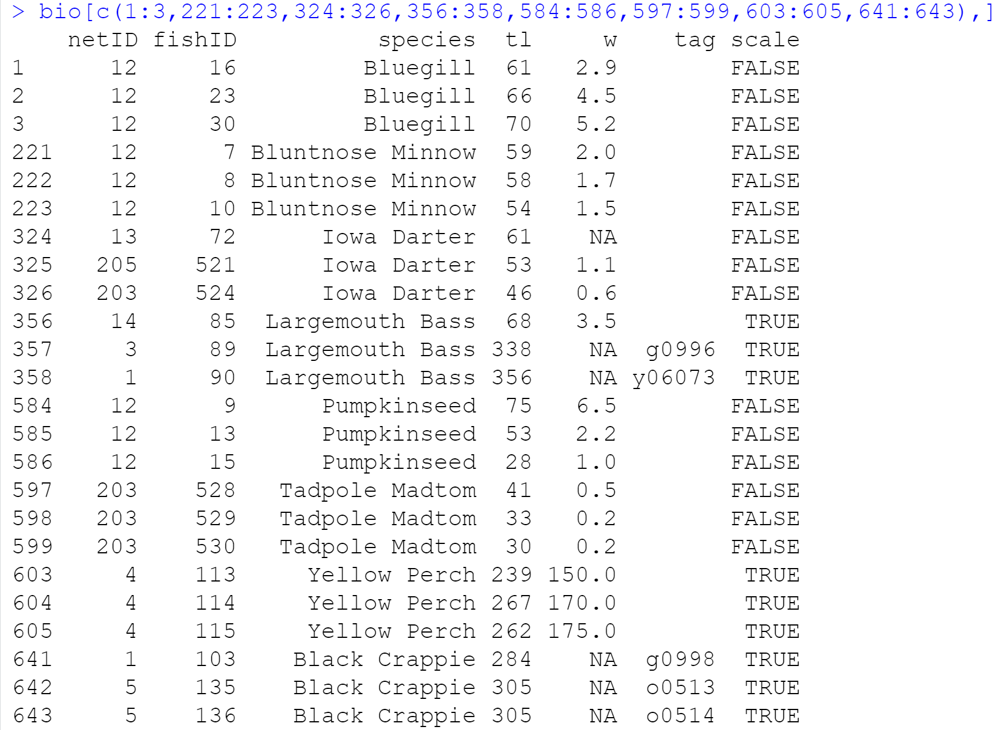 > bio[c(1:3,221:223,324:326,356:358,584:586,597:599,603:605,641:643),]
    netID fishID          species  tl     w    tag scale
1      12     16         Bluegill  61   2.9        FALSE
2      12     23         Bluegill  66   4.5        FALSE
3      12     30         Bluegill  70   5.2        FALSE
221    12      7 Bluntnose Minnow  59   2.0        FALSE
222    12      8 Bluntnose Minnow  58   1.7        FALSE
223    12     10 Bluntnose Minnow  54   1.5        FALSE
324    13     72      Iowa Darter  61    NA        FALSE
325   205    521      Iowa Darter  53   1.1        FALSE
326   203    524      Iowa Darter  46   0.6        FALSE
356    14     85  Largemouth Bass  68   3.5         TRUE
357     3     89  Largemouth Bass 338    NA  g0996  TRUE
358     1     90  Largemouth Bass 356    NA y06073  TRUE
584    12      9      Pumpkinseed  75   6.5        FALSE
585    12     13      Pumpkinseed  53   2.2        FALSE
586    12     15      Pumpkinseed  28   1.0        FALSE
597   203    528   Tadpole Madtom  41   0.5        FALSE
598   203    529   Tadpole Madtom  33   0.2        FALSE
599   203    530   Tadpole Madtom  30   0.2        FALSE
603     4    113     Yellow Perch 239 150.0         TRUE
604     4    114     Yellow Perch 267 170.0         TRUE
605     4    115     Yellow Perch 262 175.0         TRUE
641     1    103    Black Crappie 284    NA  g0998  TRUE
642     5    135    Black Crappie 305    NA  o0513  TRUE
643     5    136    Black Crappie 305    NA  o0514  TRUE